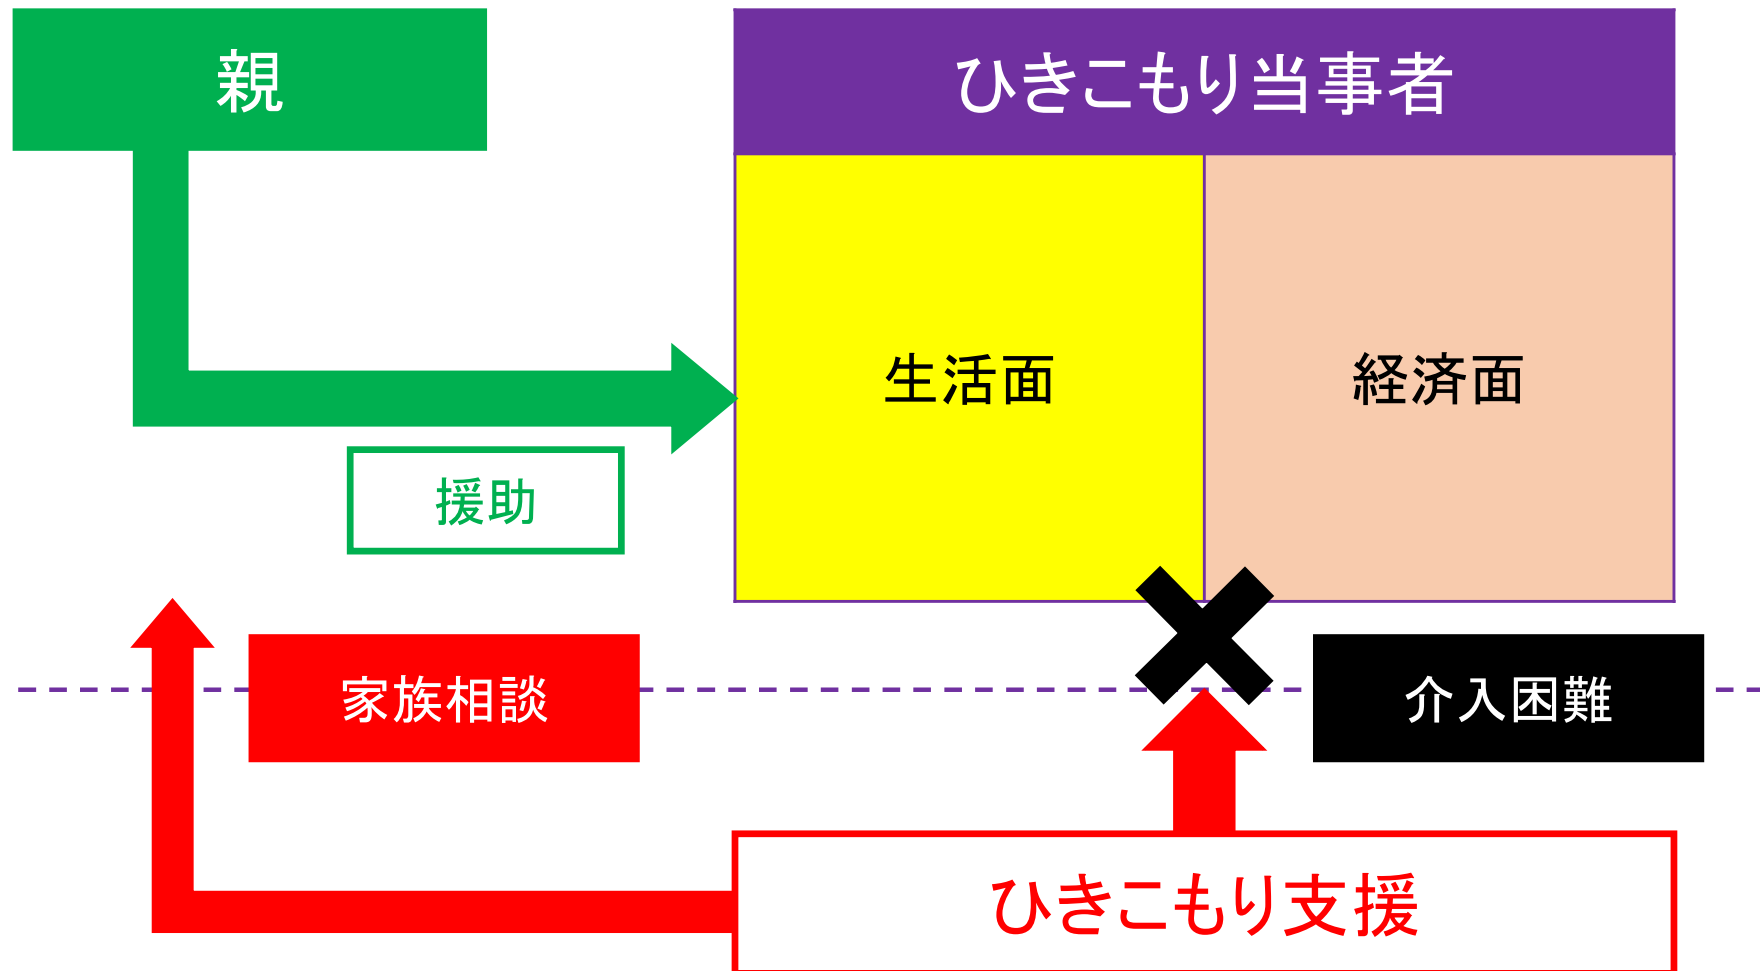 親
ひきこもり当事者
生活面
経済面
援助
家族相談
介入困難
ひきこもり支援